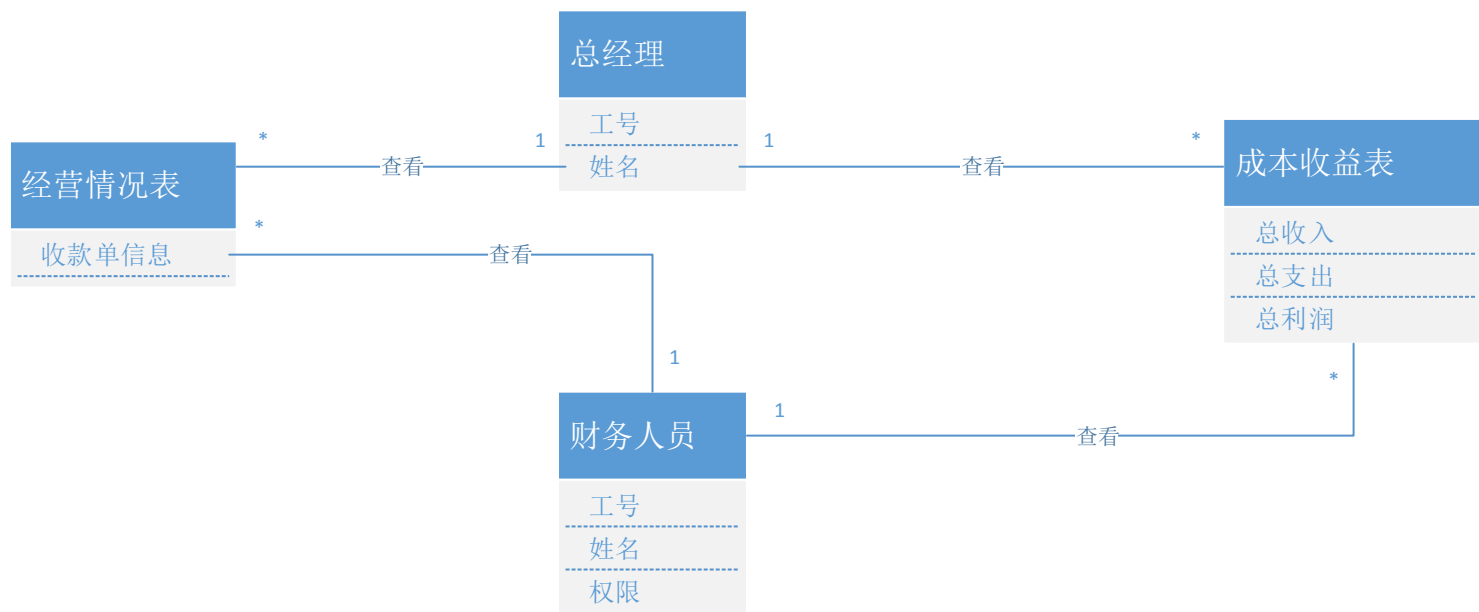 总经理
工号
姓名
*
1
查看
1
*
查看
经营情况表
收款单信息
成本收益表
总收入
总支出
总利润
*
查看
1
财务人员
工号
姓名
权限
1
*
查看